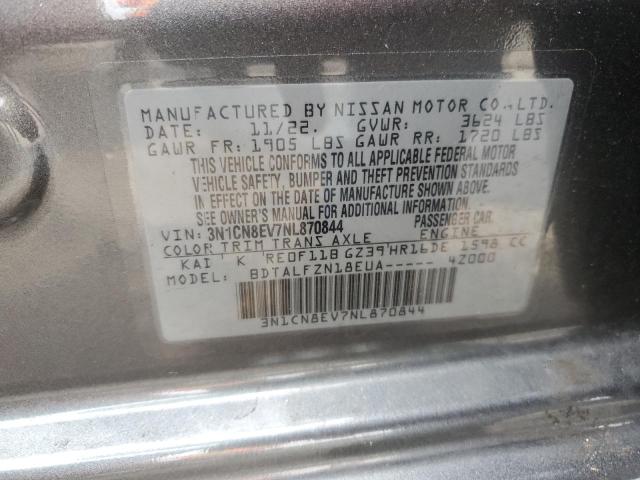 MANUFACTURED BY NISSAN MOTOR CO.,LTD.
DATE: 11/22. GVWR: 3624 LBS
GAWR FR: 1905 LBS GAWR RR: 1720 LBS
THIS VEHICLE CONFORMS TO ALL APPLICABLE FEDERAL MOTOR
VEHICLE SAFETY, BUMPER AND THEFT PREVENTION STANDARDS
IN EFFECT ON THE DATE OF MANUFACTURE SHOWN ABOVE.
SEE OWNER'S MANUAL FOR ADDITIONAL INFORMATION.
VIN: 3N1CN8EV7NL870844 PASSENGER CAR
COLOR TRIM TRANS AXLE ENGINE
KAI K RE0F11B GZ39 HR16DE 1598 CC
MODEL: BDTALFZN18EUA----- 4Z000
3N1CN8EV7NL870844